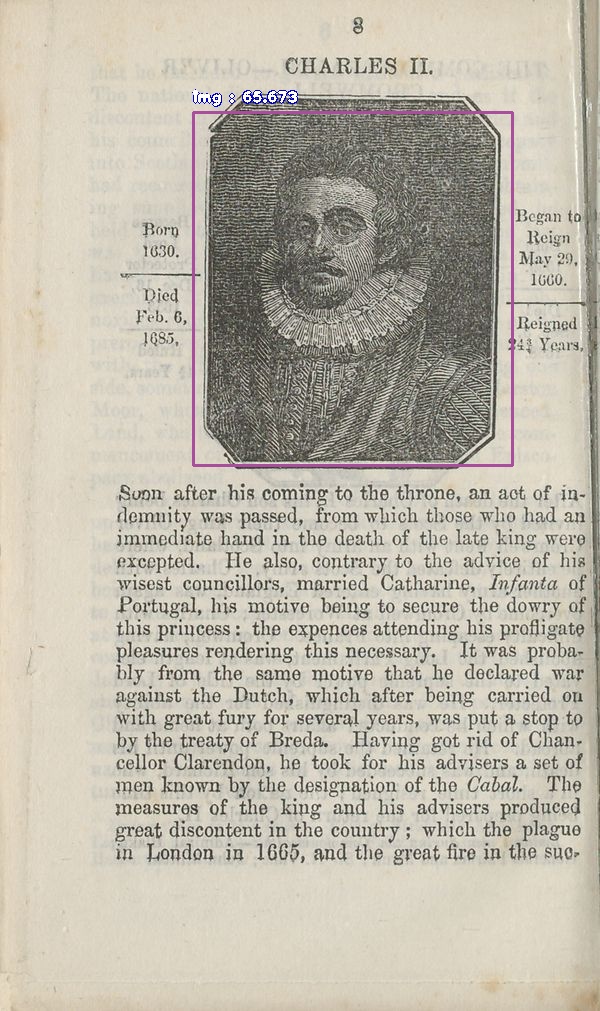 8
CHARLES II.
img : 65.673
Born
1630.
Died
Feb. 6,
1685,
Began to
Reign
May 29,
1660.
Reigned
24¾ Years,
Soon after his coming to the throne, an act of in-
demnity was passed, from which those who had an
immediate hand in the death of the late king were
excepted. He also, contrary to the advice of his
wisest councillors, married Catharine, Infanta of
Portugal, his motive being to secure the dowry of
this princess: the expences attending his profligate
pleasures rendering this necessary. It was proba-
bly from the same motive that he declared war
against the Dutch, which after being carried on
with great fury for several years, was put a stop to
by the treaty of Breda. Having got rid of Chan-
cellor Clarendon, he took for his advisers a set of
men known by the designation of the Cabal. The
measures of the king and his advisers produced
great discontent in the country; which the plague
in London in 1665, and the great fire in the suc-